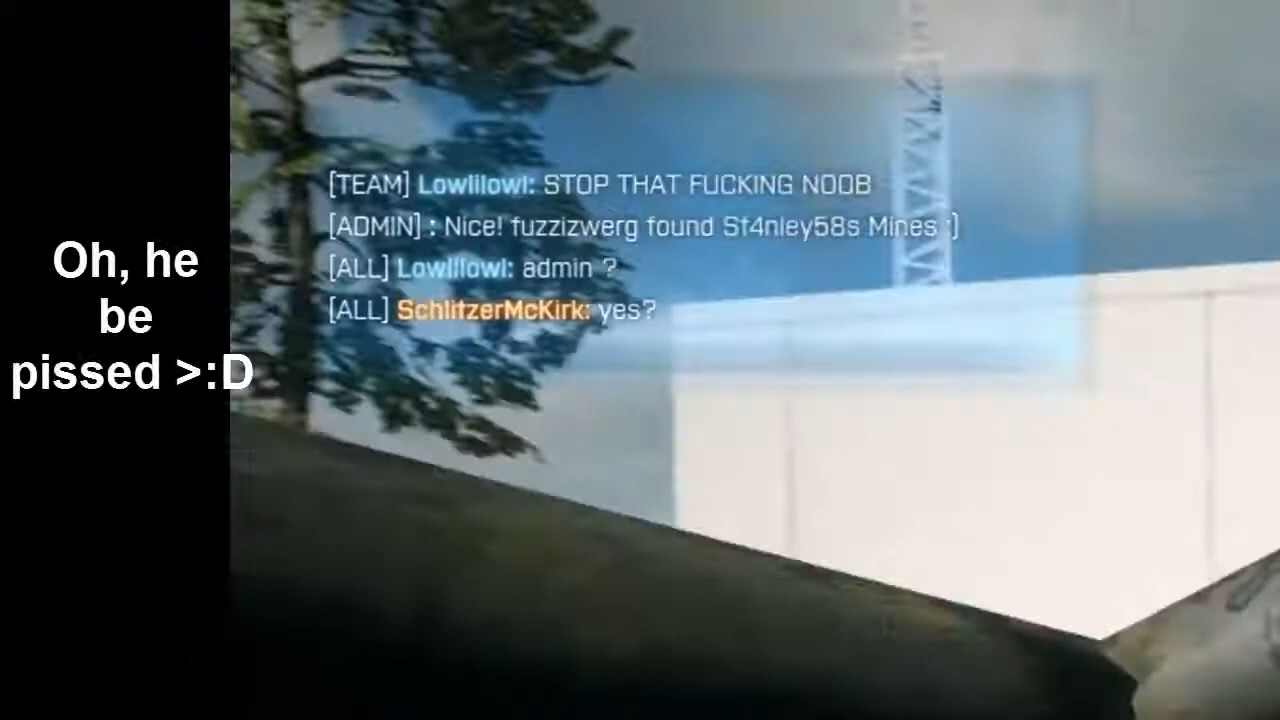 Oh, he
be
pissed >:D
[TEAM] Lowlilowl: STOP THAT FUCKING NOOB
[ADMIN] : Nice! fuzzizwerg found St4nley58s Mines :)
[ALL] Lowlilowl: admin ?
[ALL] SchlitzerMcKirk: yes?